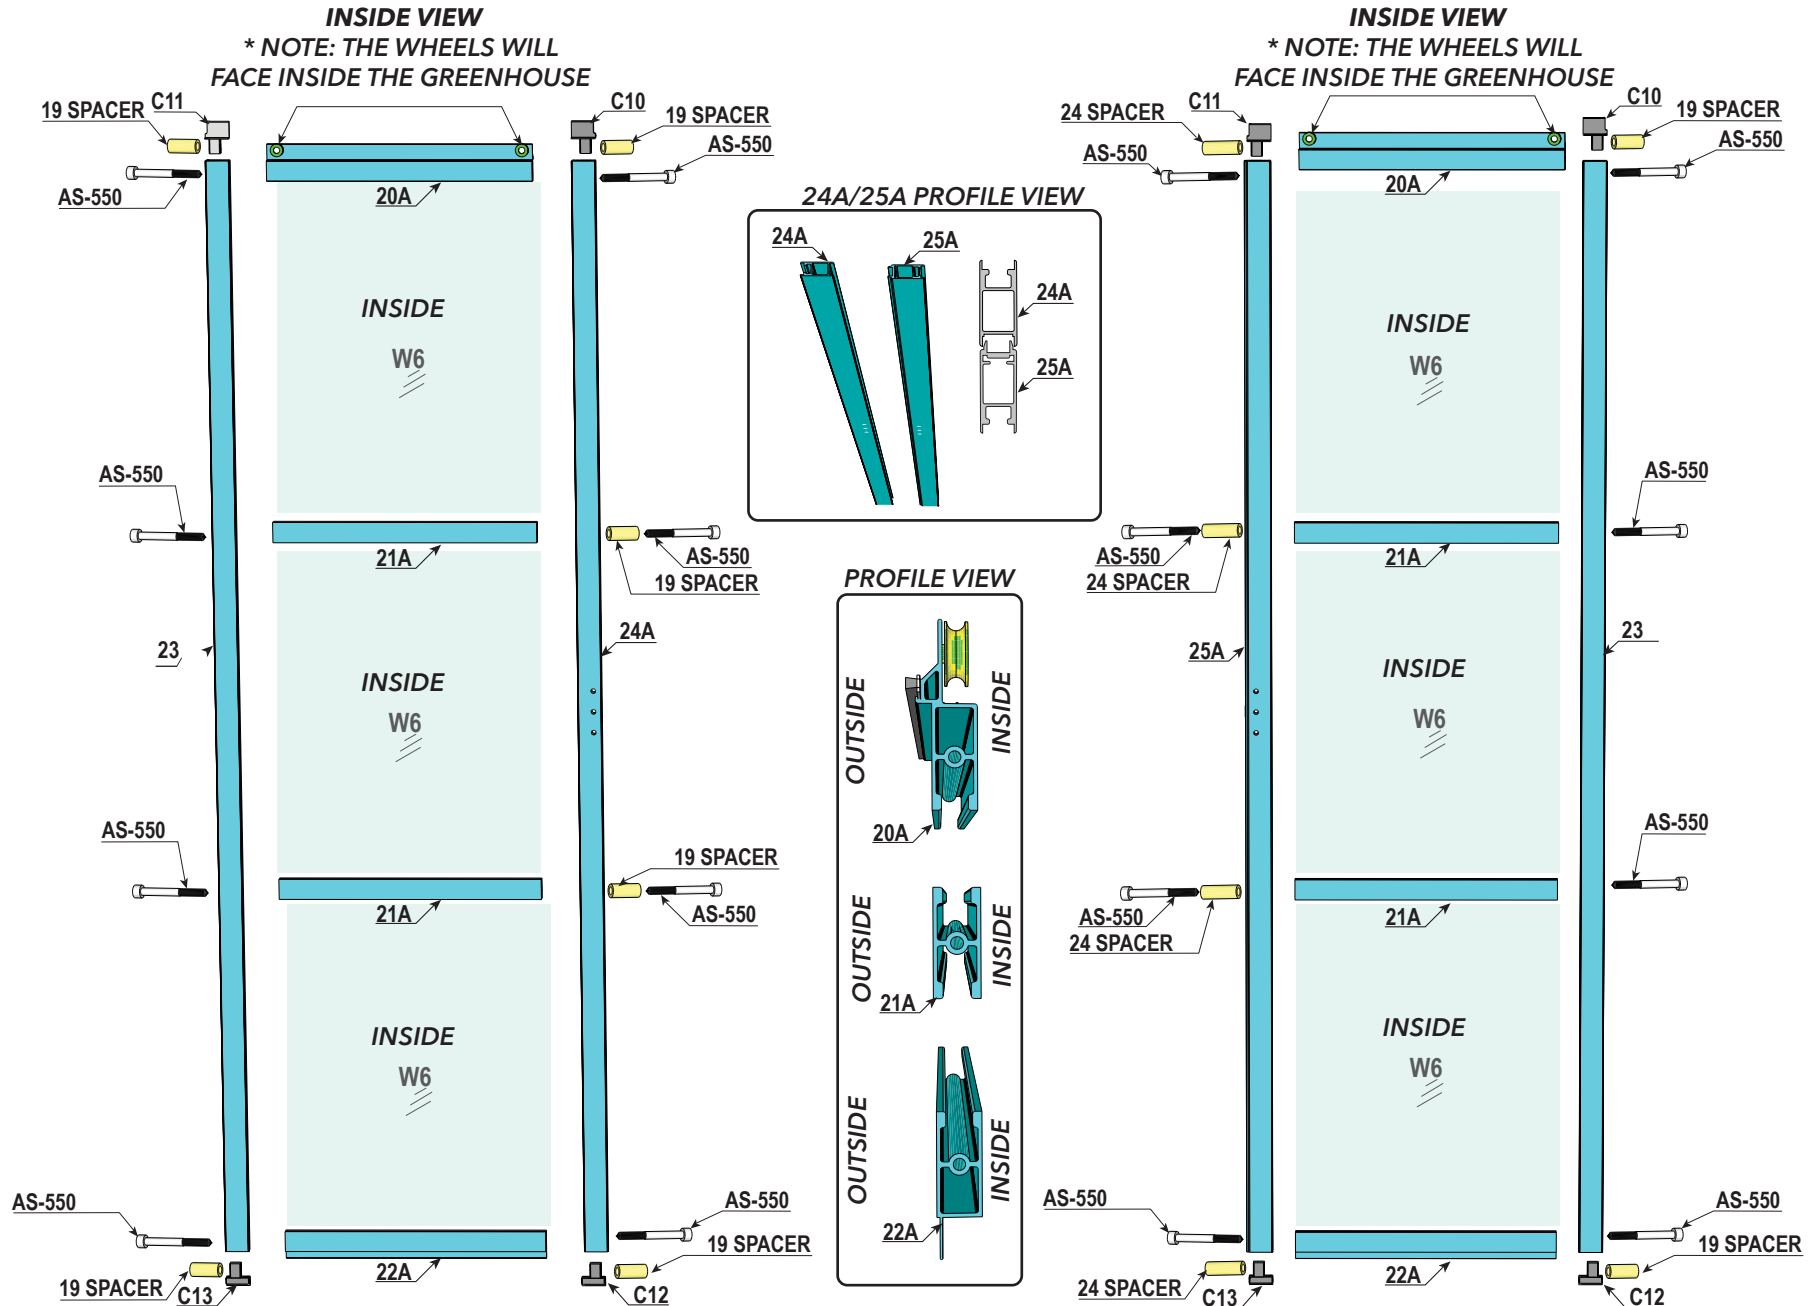 INSIDE VIEW
* NOTE: THE WHEELS WILL
FACE INSIDE THE GREENHOUSE
19 SPACER
C11
C10
19 SPACER
AS-550
AS-550
20A
INSIDE
W6
AS-550
21A
AS-550
19 SPACER
23
24A
INSIDE
W6
AS-550
19 SPACER
21A
AS-550
INSIDE
W6
AS-550
AS-550
19 SPACER
22A
19 SPACER
C13
C12
24A/25A PROFILE VIEW
24A
25A
24A
25A
PROFILE VIEW
OUTSIDE
INSIDE
20A
OUTSIDE
INSIDE
21A
OUTSIDE
INSIDE
22A
INSIDE VIEW
* NOTE: THE WHEELS WILL
FACE INSIDE THE GREENHOUSE
24 SPACER
C11
C10
19 SPACER
AS-550
AS-550
20A
INSIDE
W6
AS-550
AS-550
24 SPACER
21A
25A
23
INSIDE
W6
AS-550
AS-550
24 SPACER
21A
INSIDE
W6
AS-550
AS-550
19 SPACER
24 SPACER
C13
22A
C12